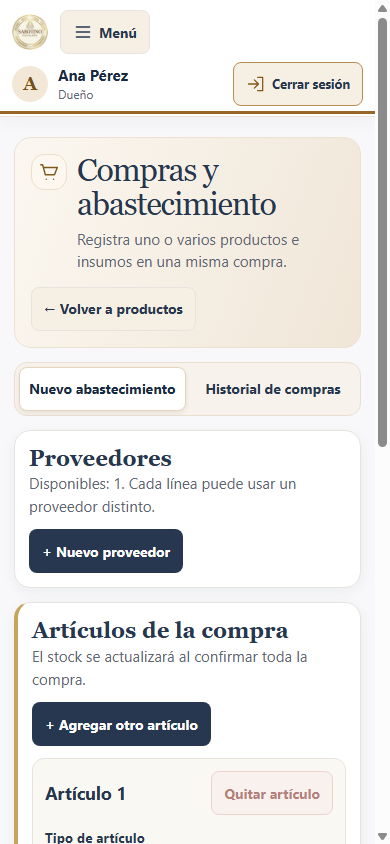 Menú
A
Ana Pérez
Dueño
Cerrar sesión
Compras y
abastecimiento
Registra uno o varios productos e
insumos en una misma compra.
← Volver a productos
Nuevo abastecimiento
Historial de compras
Proveedores
Disponibles: 1. Cada línea puede usar un
proveedor distinto.
+ Nuevo proveedor
Artículos de la compra
El stock se actualizará al confirmar toda la
compra.
+ Agregar otro artículo
Artículo 1
Quitar artículo
Tipo de artículo